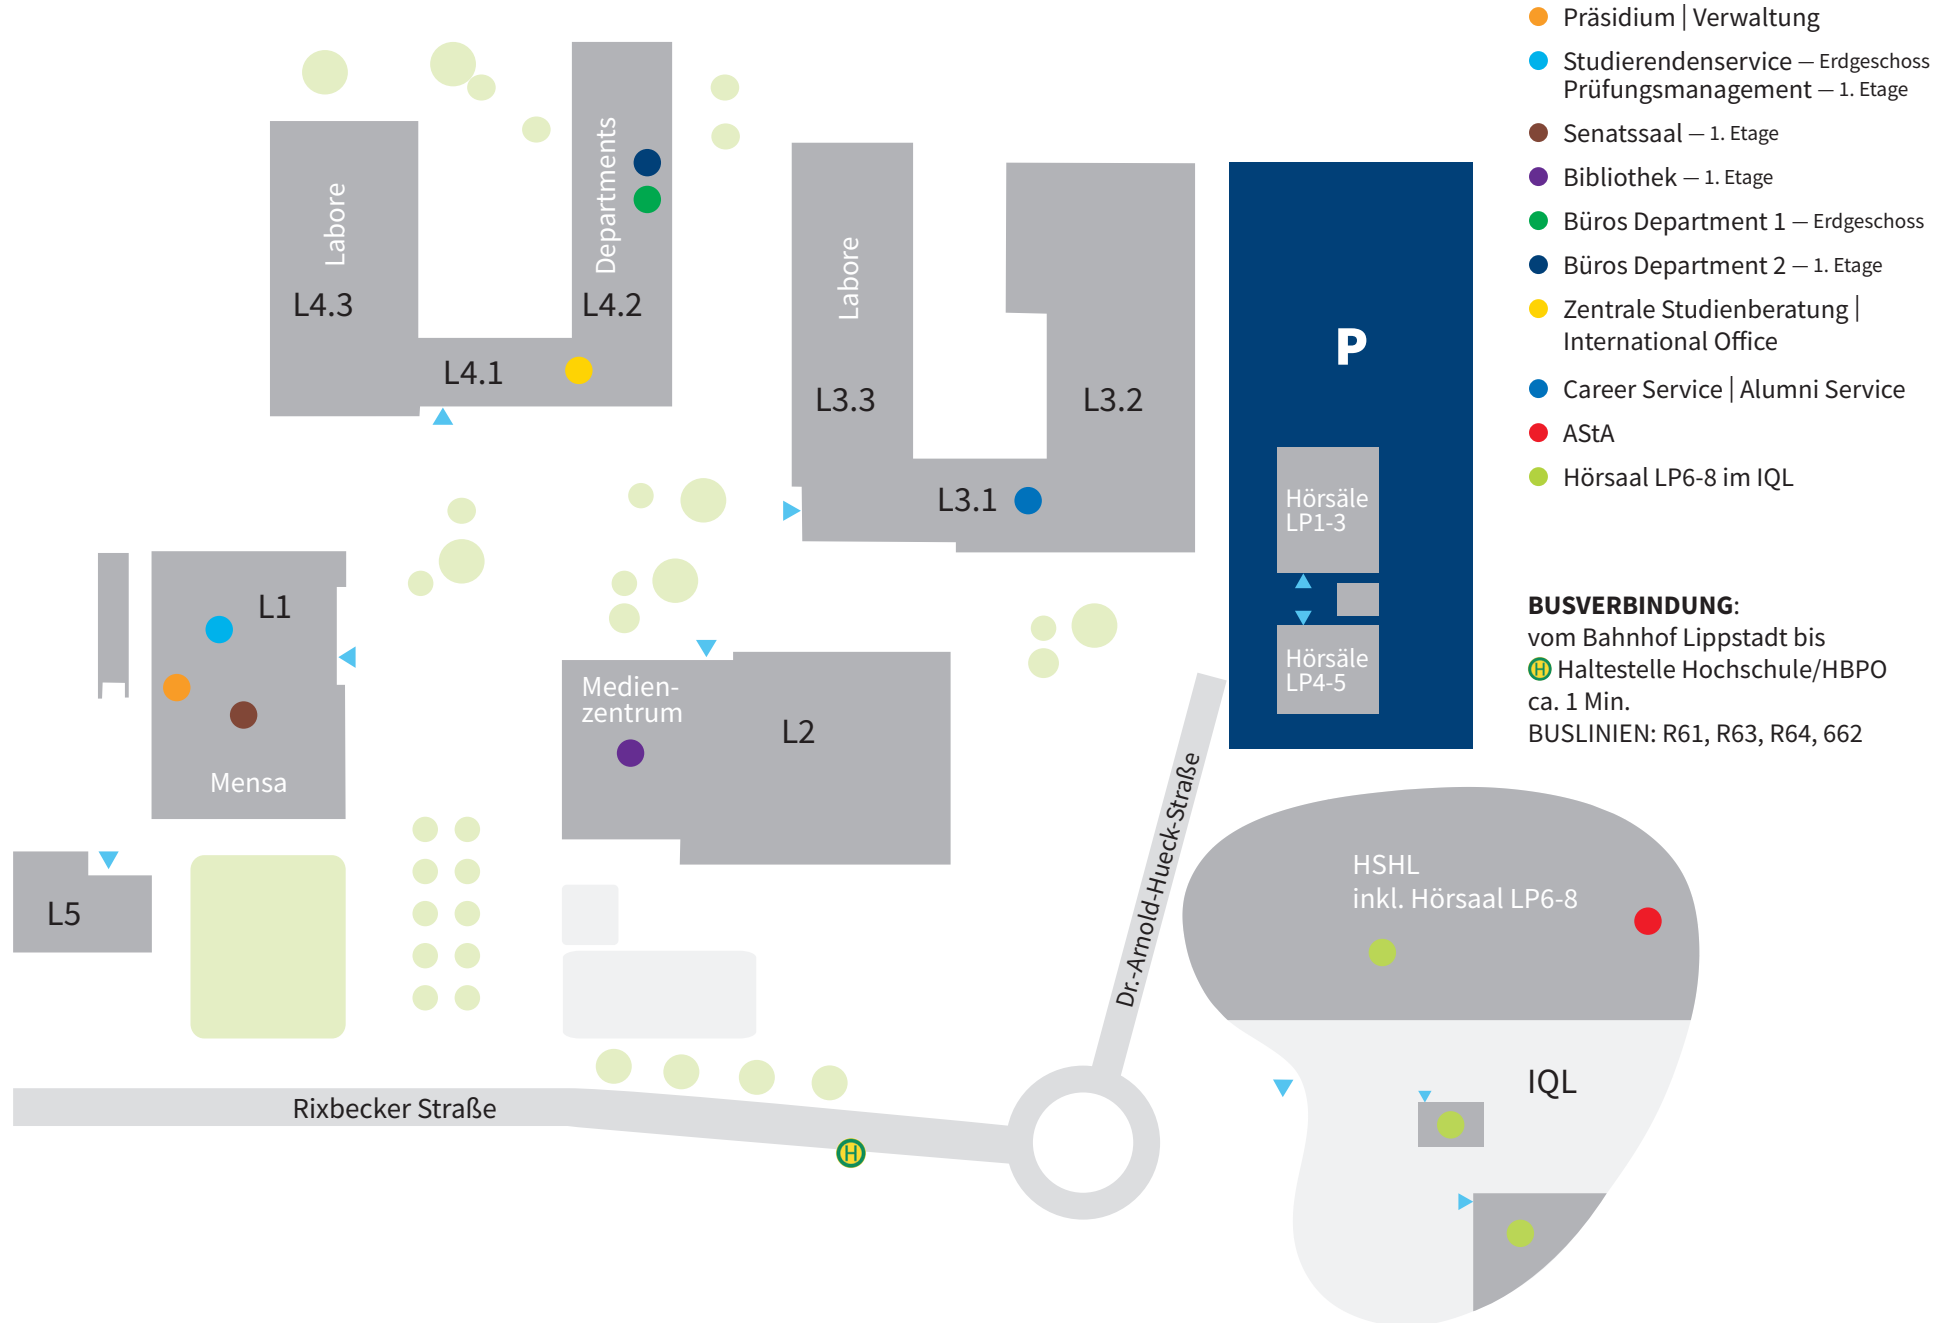 Präsidium | Verwaltung
Studierendenservice — Erdgeschoss
Prüfungsmanagement — 1. Etage
Senatssaal — 1. Etage
Bibliothek — 1. Etage
Büros Department 1 — Erdgeschoss
Büros Department 2 — 1. Etage
Zentrale Studienberatung |
International Office
Career Service | Alumni Service
AStA
Hörsaal LP6-8 im IQL
BUSVERBINDUNG:
vom Bahnhof Lippstadt bis
H Haltestelle Hochschule/HBPO
ca. 1 Min.
BUSLINIEN: R61, R63, R64, 662
Labore
L4.3
Departments
L4.2
L4.1
Labore
L3.3
L3.2
L3.1
P
Hörsäle
LP1-3
Hörsäle
LP4-5
L1
Mensa
Medien-
zentrum
L2
L5
Dr.-Arnold-Hueck-Straße
HSHL
inkl. Hörsaal LP6-8
IQL
Rixbecker Straße
H